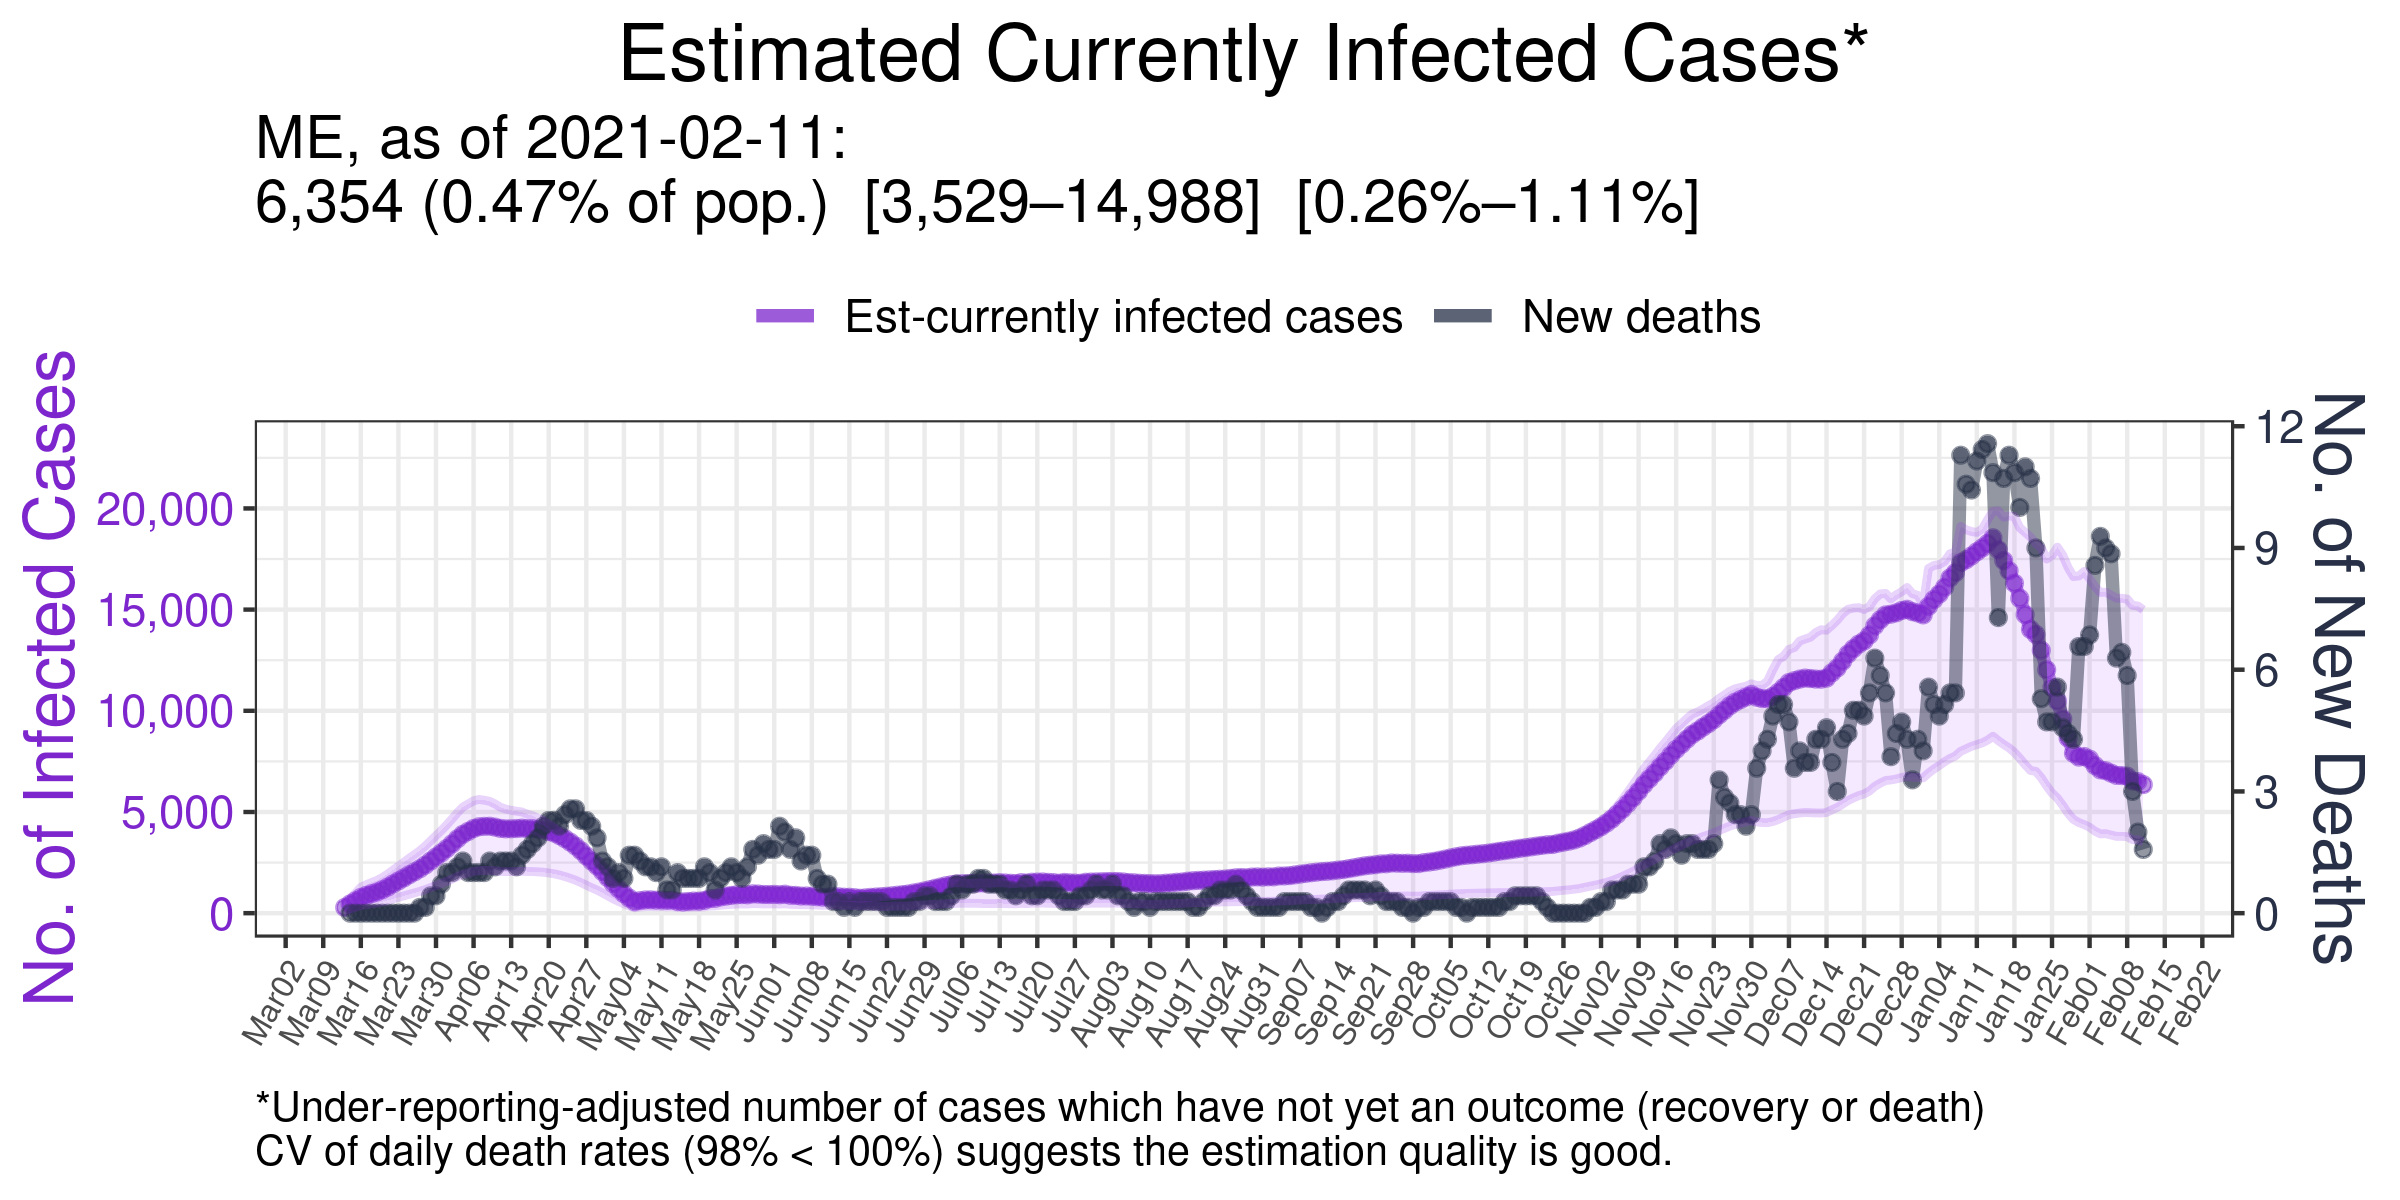 Estimated Currently Infected Cases*
ME, as of 2021-02-11:
6,354 (0.47% of pop.)  [3,529–14,988]  [0.26%–1.11%]
Est-currently infected cases
New deaths
No. of Infected Cases
20,000
15,000
10,000
5,000
0
12
9
6
3
0
No. of New Deaths
Mar02
Mar09
Mar16
Mar23
Mar30
Apr06
Apr13
Apr20
Apr27
May04
May11
May18
May25
Jun01
Jun08
Jun15
Jun22
Jun29
Jul06
Jul13
Jul20
Jul27
Aug03
Aug10
Aug17
Aug24
Aug31
Sep07
Sep14
Sep21
Sep28
Oct05
Oct12
Oct19
Oct26
Nov02
Nov09
Nov16
Nov23
Nov30
Dec07
Dec14
Dec21
Dec28
Jan04
Jan11
Jan18
Jan25
Feb01
Feb08
Feb15
Feb22
*Under-reporting-adjusted number of cases which have not yet an outcome (recovery or death)
CV of daily death rates (98% < 100%) suggests the estimation quality is good.